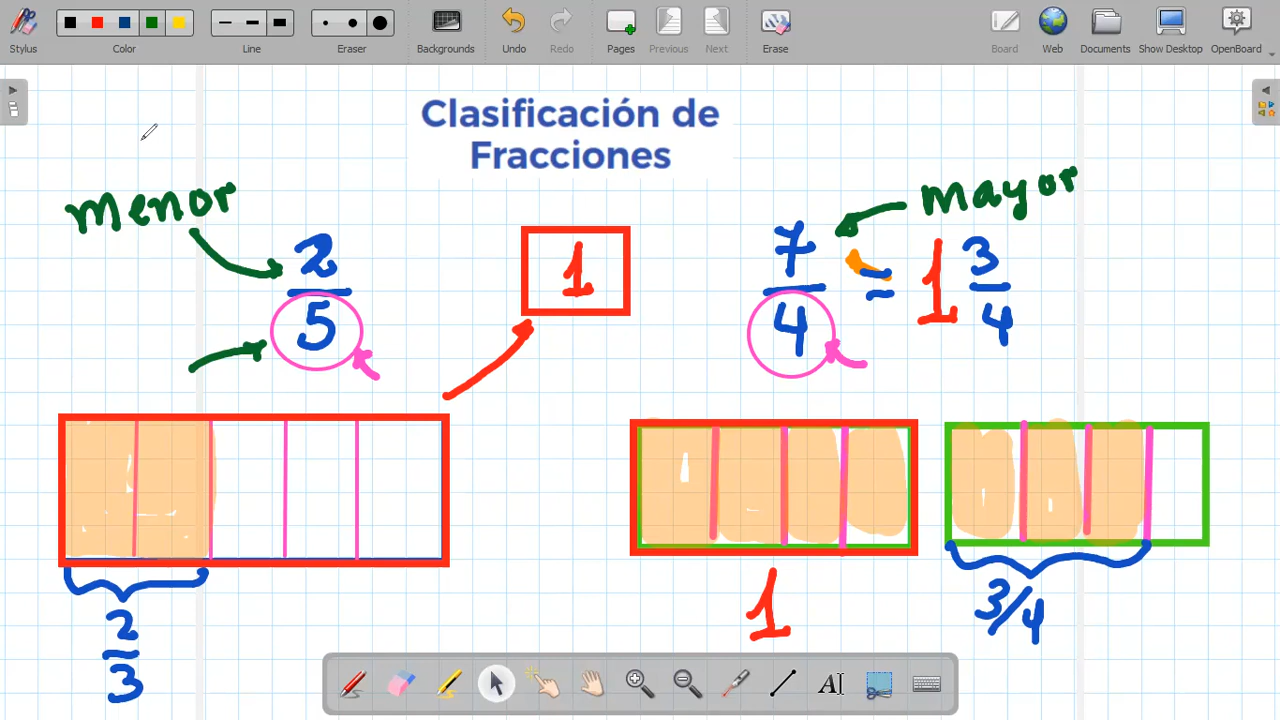 Stylus
Color
Line
Eraser
Backgrounds
Undo
Redo
Pages
Previous
Next
Erase
Board
Web
Documents
Show Desktop
OpenBoard
Clasificación de
Fracciones
menor
2
5
1
7
4
=
1 3
4
mayor
2
3
1
3/4
AI